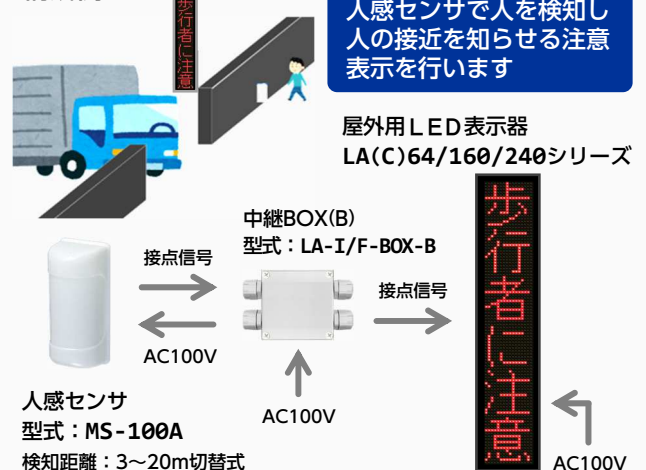 歩行者に注意
人感センサで人を検知し
人の接近を知らせる注意
表示を行います
屋外用ＬＥＤ表示器
LA(C)64/160/240シリーズ
中継BOX(B)
型式：LA-I/F-BOX-B
接点信号
接点信号
AC100V
歩行者に注意
人感センサ
型式：MS-100A
検知距離：3～20m切替式
AC100V
AC100V